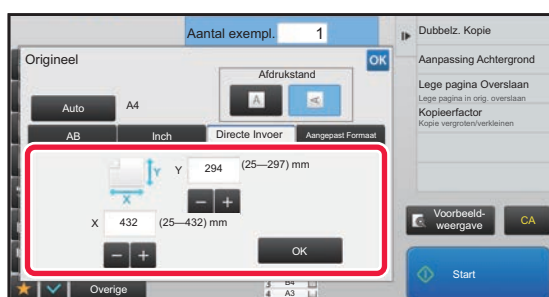 Aantal exempl. 1
Origineel
OK
Afdrukstand
A
A
Auto
A4
AB
Inch
Directe Invoer
Aangepast Formaat
Y
X
Y 294 (25—297) mm
X 432 (25—432) mm
OK
Overige
3 B4
4 A3
Dubbelz. Kopie
Aanpassing Achtergrond
Lege pagina Overslaan
Lege pagina in orig. overslaan
Kopieerfactor
Kopie vergroten/verkleinen
Voorbeeld-
weergave
CA
Start